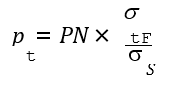 p_t = PN × σ_tF / σ_S